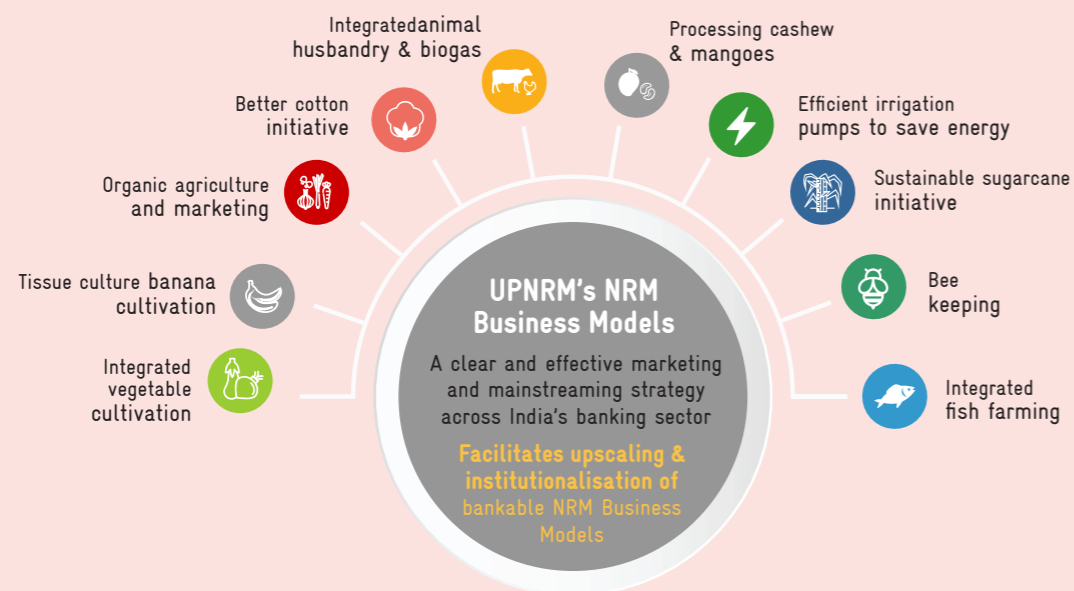 Integratedanimal
husbandry & biogas
Processing cashew
& mangoes
Better cotton
initiative
Efficient irrigation
pumps to save energy
Organic agriculture
and marketing
Sustainable sugarcane
initiative
Tissue culture banana
cultivation
Bee
keeping
Integrated
vegetable
cultivation
Integrated
fish farming
UPNRM's NRM
Business Models
A clear and effective marketing
and mainstreaming strategy
across India's banking sector
Facilitates upscaling &
institutionalisation of
bankable NRM Business
Models